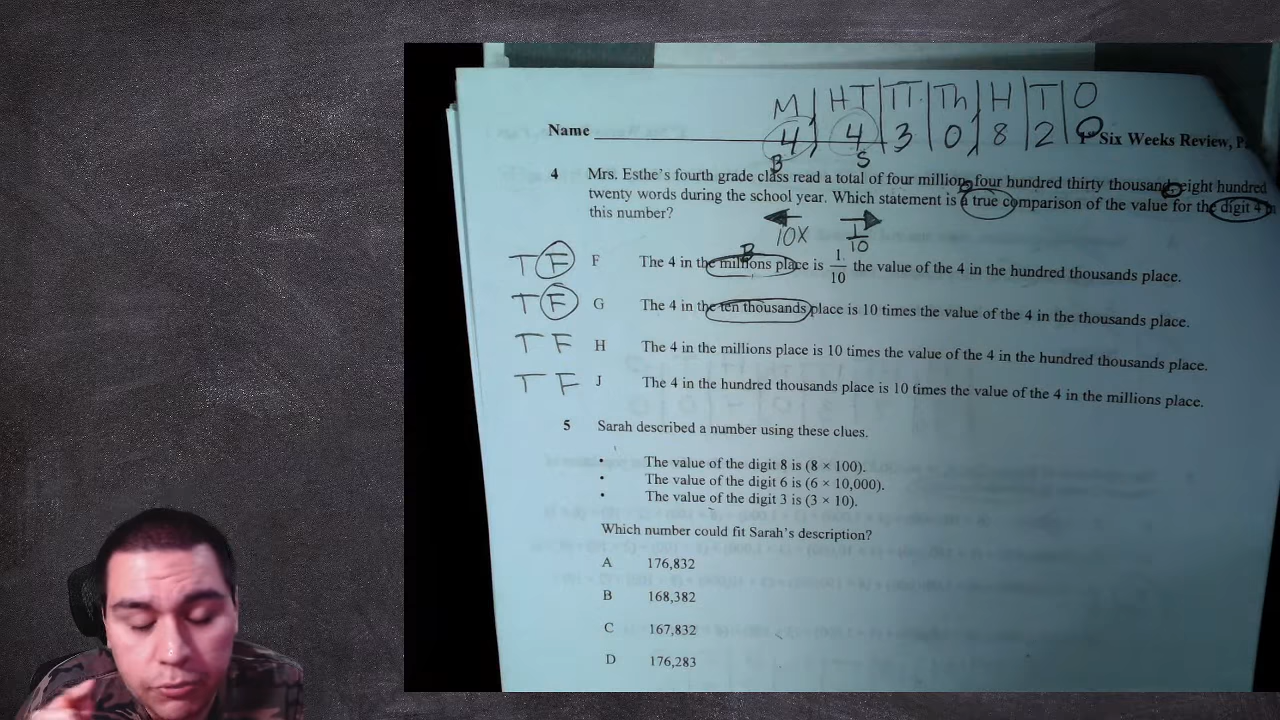 M HT TT Th H T O
4, 4 3 0, 8 2 0
B S
Name Six Weeks Review, P
4 Mrs. Esthe's fourth grade class read a total of four million, four hundred thirty thousand, eight hundred
twenty words during the school year. Which statement is a true comparison of the value for the digit 4 in
this number?
10X 1/10
B
T F F The 4 in the millions place is 1/10 the value of the 4 in the hundred thousands place.
T F G The 4 in the ten thousands place is 10 times the value of the 4 in the thousands place.
T F H The 4 in the millions place is 10 times the value of the 4 in the hundred thousands place.
T F J The 4 in the hundred thousands place is 10 times the value of the 4 in the millions place.
5 Sarah described a number using these clues.
• The value of the digit 8 is (8 × 100).
• The value of the digit 6 is (6 × 10,000).
• The value of the digit 3 is (3 × 10).
Which number could fit Sarah's description?
A 176,832
B 168,382
C 167,832
D 176,283